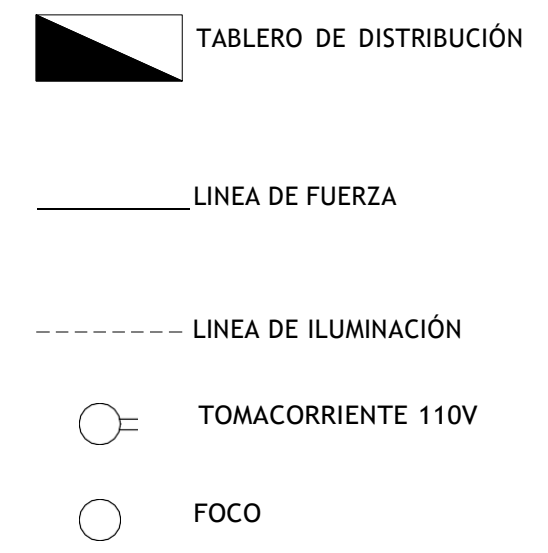 TABLERO DE DISTRIBUCIÓN
LINEA DE FUERZA
LINEA DE ILUMINACIÓN
TOMACORRIENTE 110V
FOCO